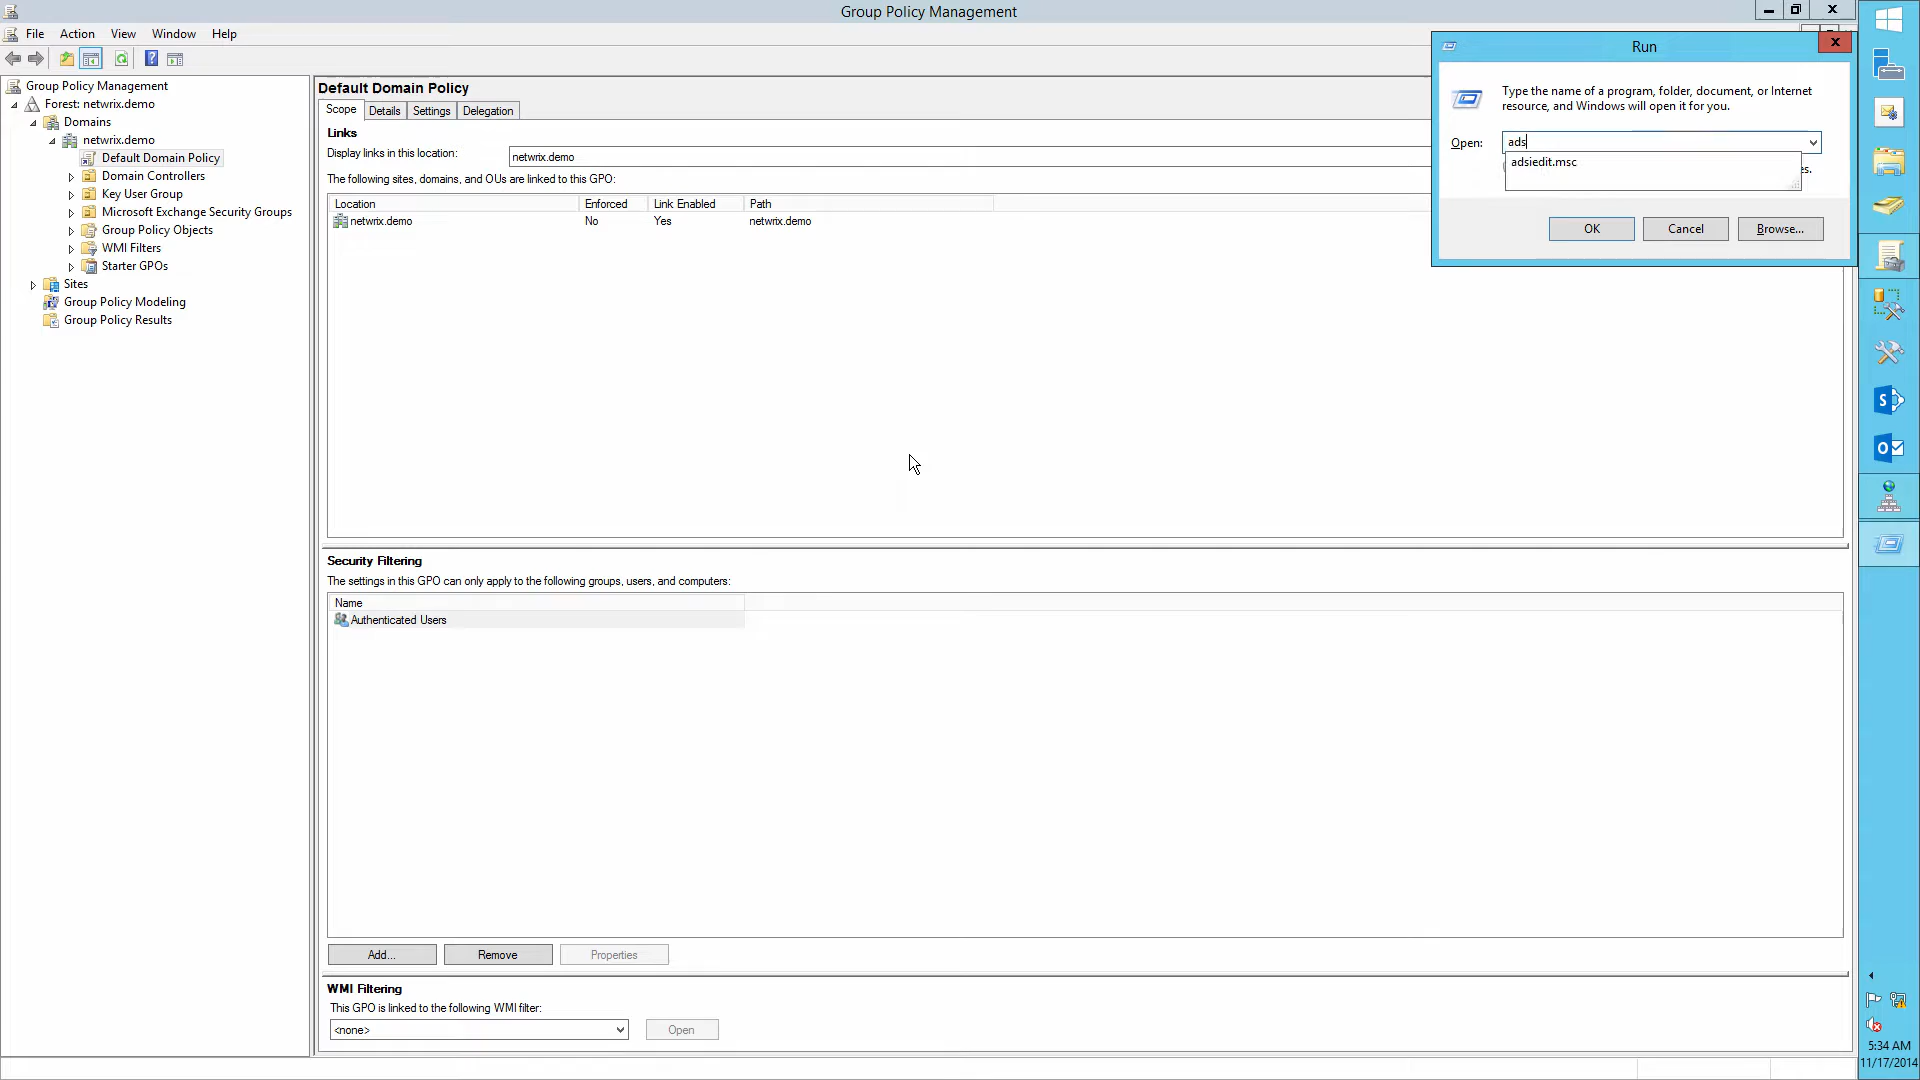 Group Policy Management
File Action View Window Help
Group Policy Management
Forest: netwrix.demo
Domains
netwrix.demo
Default Domain Policy
Domain Controllers
Key User Group
Microsoft Exchange Security Groups
Group Policy Objects
WMI Filters
Starter GPOs
Sites
Group Policy Modeling
Group Policy Results
Default Domain Policy
Scope Details Settings Delegation
Links
Display links in this location: netwrix.demo
The following sites, domains, and OUs are linked to this GPO:
Location Enforced Link Enabled Path
netwrix.demo No Yes netwrix.demo
Security Filtering
The settings in this GPO can only apply to the following groups, users, and computers:
Name
Authenticated Users
Add... Remove Properties
WMI Filtering
This GPO is linked to the following WMI filter:
<none> Open
Run
Type the name of a program, folder, document, or Internet
resource, and Windows will open it for you.
Open: ads
adsiedit.msc
es.
OK Cancel Browse...
5:34 AM
11/17/2014